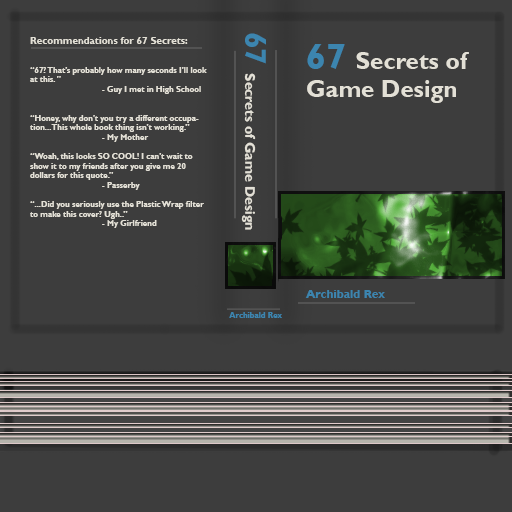 Recommendations for 67 Secrets:
“67? That's probably how many seconds I'll look
at this. ”
- Guy I met in High School
“Honey, why don't you try a different occupa-
tion...This whole book thing isn't working.”
- My Mother
“Woah, this looks SO COOL! I can't wait to
show it to my friends after you give me 20
dollars for this quote.”
- Passerby
“...Did you seriously use the Plastic Wrap filter
to make this cover? Ugh..”
- My Girlfriend
67 Secrets of Game Design
Archibald Rex
67 Secrets of
Game Design
Archibald Rex